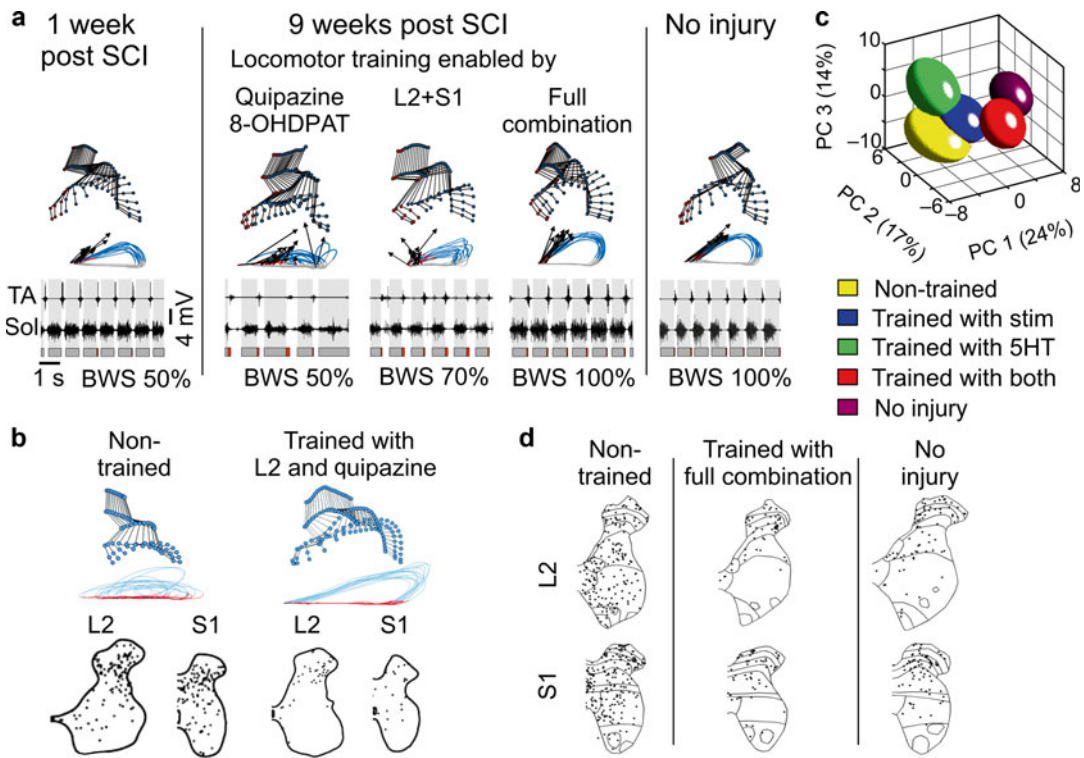 a
1 week
post SCI
9 weeks post SCI
Locomotor training enabled by
Quipazine
8-OHDPAT
L2+S1
Full
combination
No injury
TA
Sol
4 mV
1 s
BWS 50%
BWS 50%
BWS 70%
BWS 100%
BWS 100%
c
10
0
–10
PC 3 (14%)
6
0
–6
PC 2 (17%)
–8
0
8
PC 1 (24%)
Non-trained
Trained with stim
Trained with 5HT
Trained with both
No injury
b
Non-
trained
Trained with
L2 and quipazine
L2
S1
L2
S1
d
Non-
trained
Trained with
full combination
No
injury
L2
S1